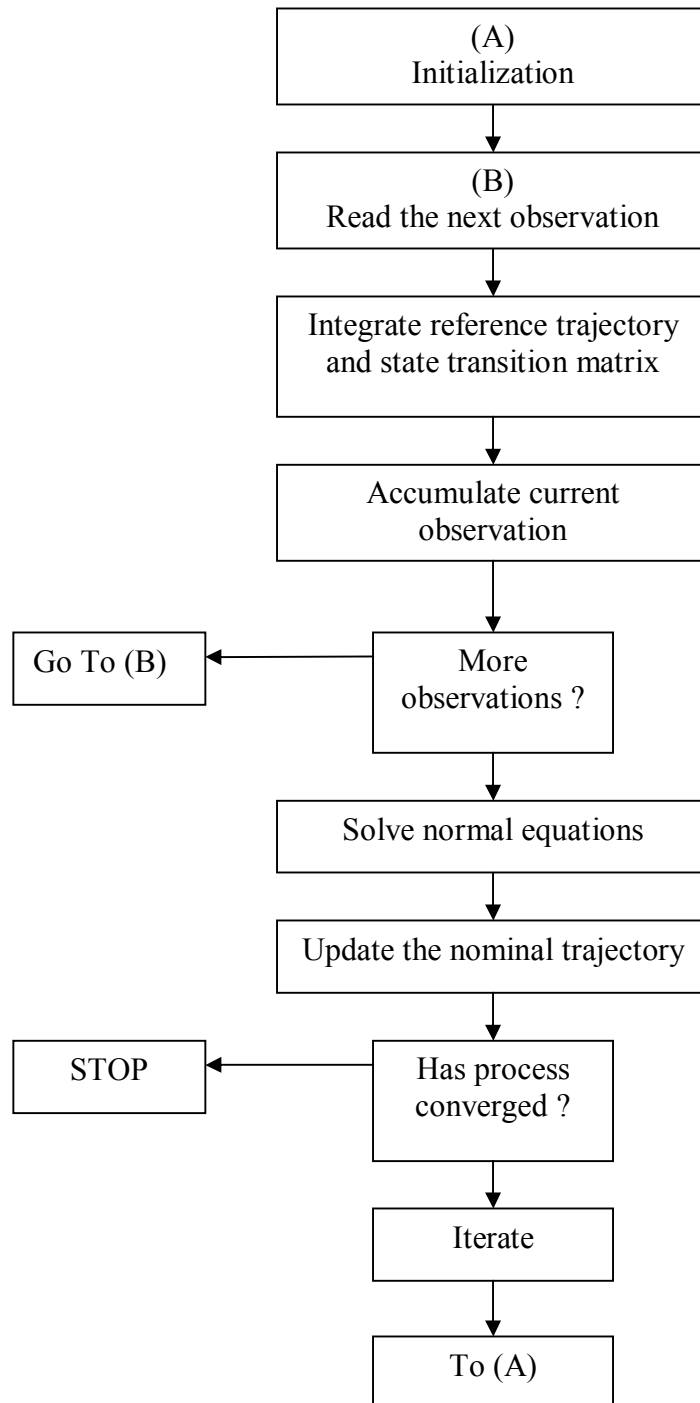 (A)
Initialization
(B)
Read the next observation
Integrate reference trajectory
and state transition matrix
Accumulate current
observation
Go To (B)
More
observations ?
Solve normal equations
Update the nominal trajectory
STOP
Has process
converged ?
Iterate
To (A)